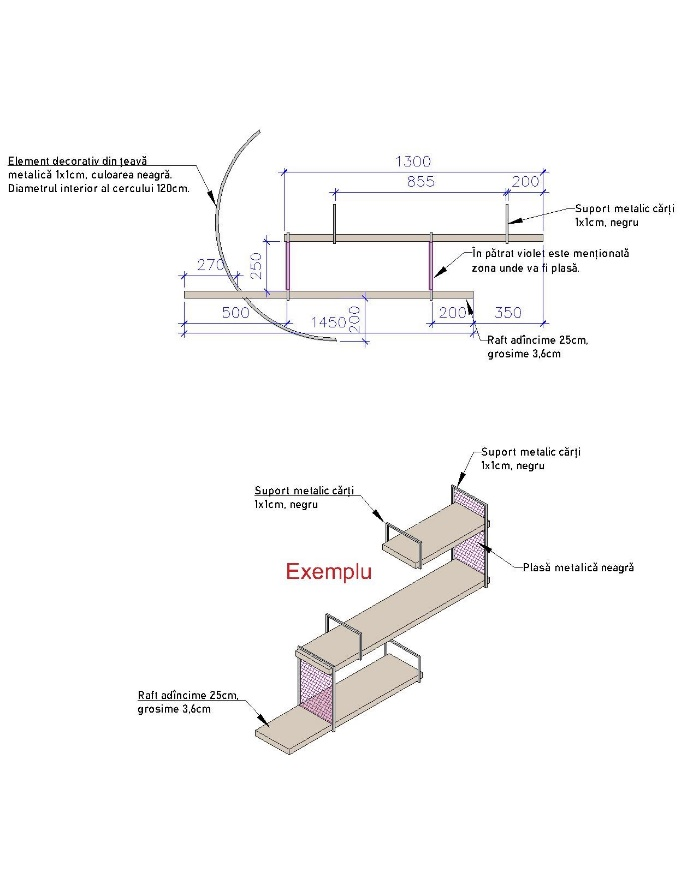 Element decorativ din țeavă
metalică 1x1cm, culoarea neagră.
Diametrul interior al cercului 120cm.
1300
855
200
Suport metalic cărți
1x1cm, negru
În pătrat violet este menționată
zona unde va fi plasă.
270
250
500
1450
200
200
350
Raft adîncime 25cm,
grosime 3,6cm
Suport metalic cărți
1x1cm, negru
Suport metalic cărți
1x1cm, negru
Exemplu
Plasă metalică neagră
Raft adîncime 25cm,
grosime 3,6cm